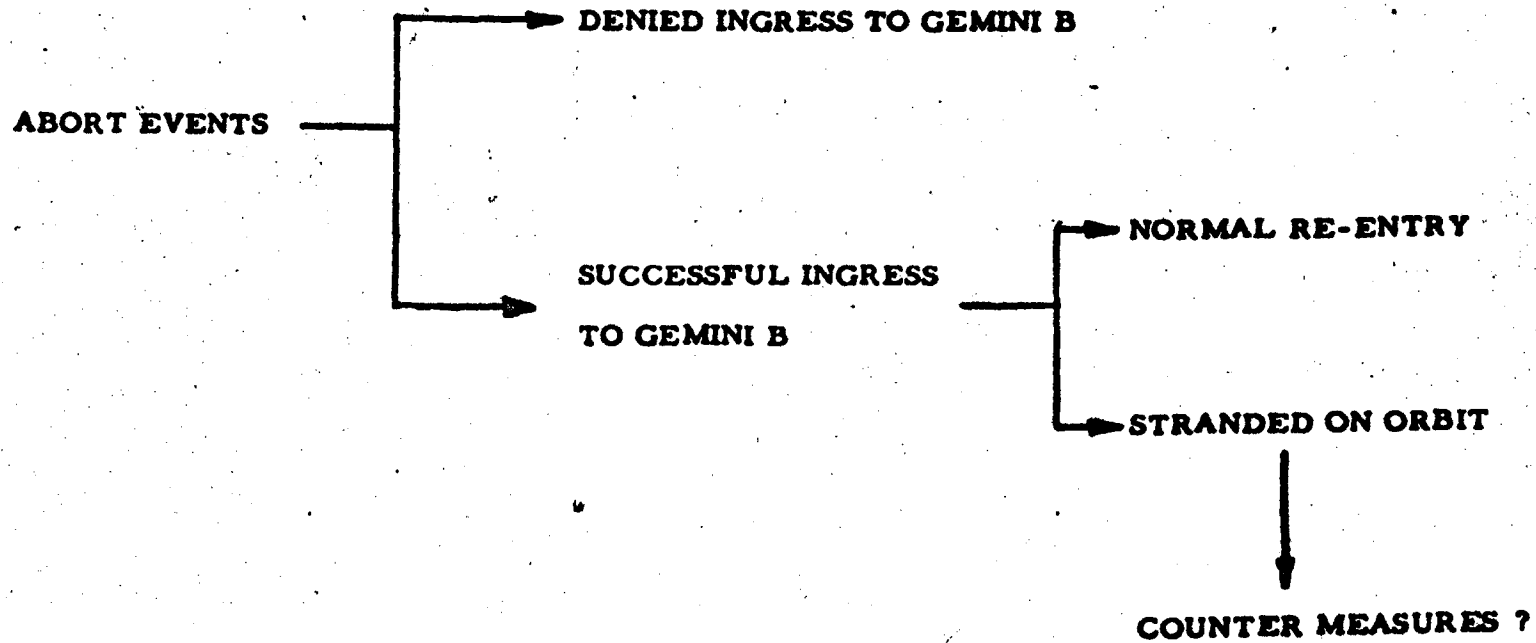 DENIED INGRESS TO GEMINI B
ABORT EVENTS
NORMAL RE-ENTRY
SUCCESSFUL INGRESS
TO GEMINI B
STRANDED ON ORBIT
COUNTER MEASURES ?